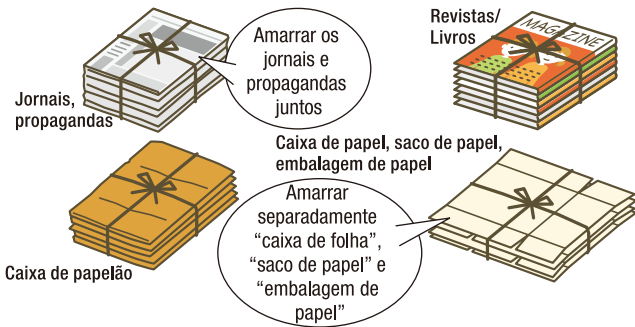 Jornais,
propagandas
Amarrar os
jornais e
propagandas
juntos
Revistas/
Livros
MAGAZINE
Caixa de papelão
Caixa de papel, saco de papel,
embalagem de papel
Amarrar
separadamente
“caixa de folha”,
“saco de papel” e
“embalagem de
papel”